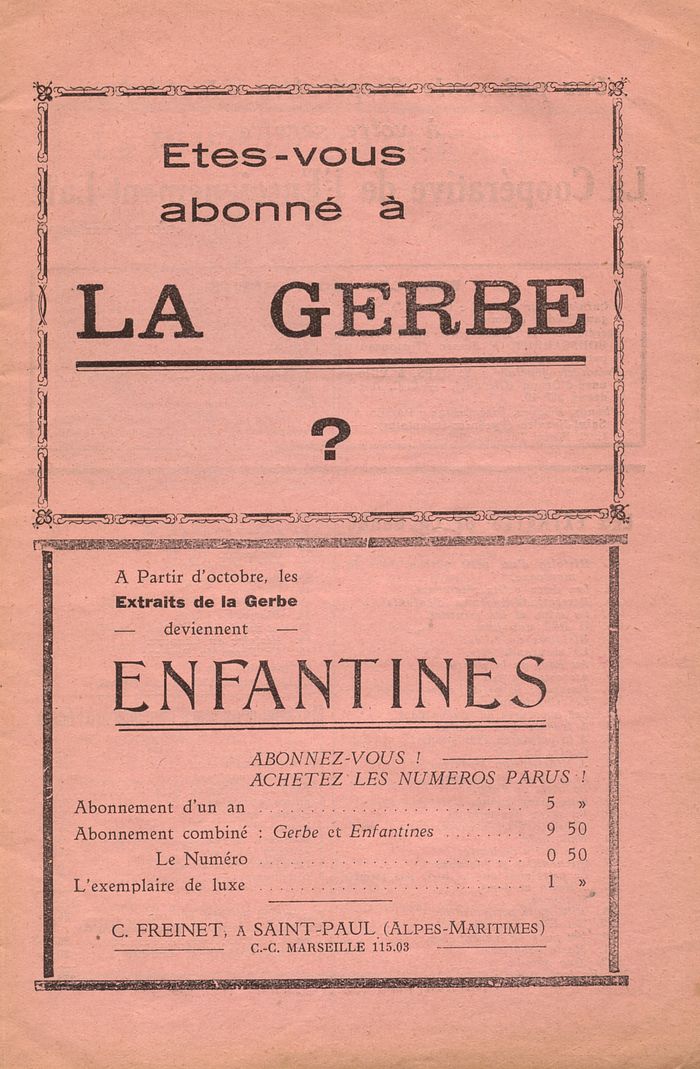 Etes-vous
abonné à
LA GERBE
?
A Partir d'octobre, les
Extraits de la Gerbe
— deviennent —
ENFANTINES
ABONNEZ-VOUS !
ACHETEZ LES NUMEROS PARUS !
Abonnement d'un an ........................ 5 »
Abonnement combiné : Gerbe et Enfantines ........ 9 50
Le Numéro ........................ 0 50
L'exemplaire de luxe ........................ 1 »
C. FREINET, A SAINT-PAUL (ALPES-MARITIMES)
C.-C. MARSEILLE 115.03